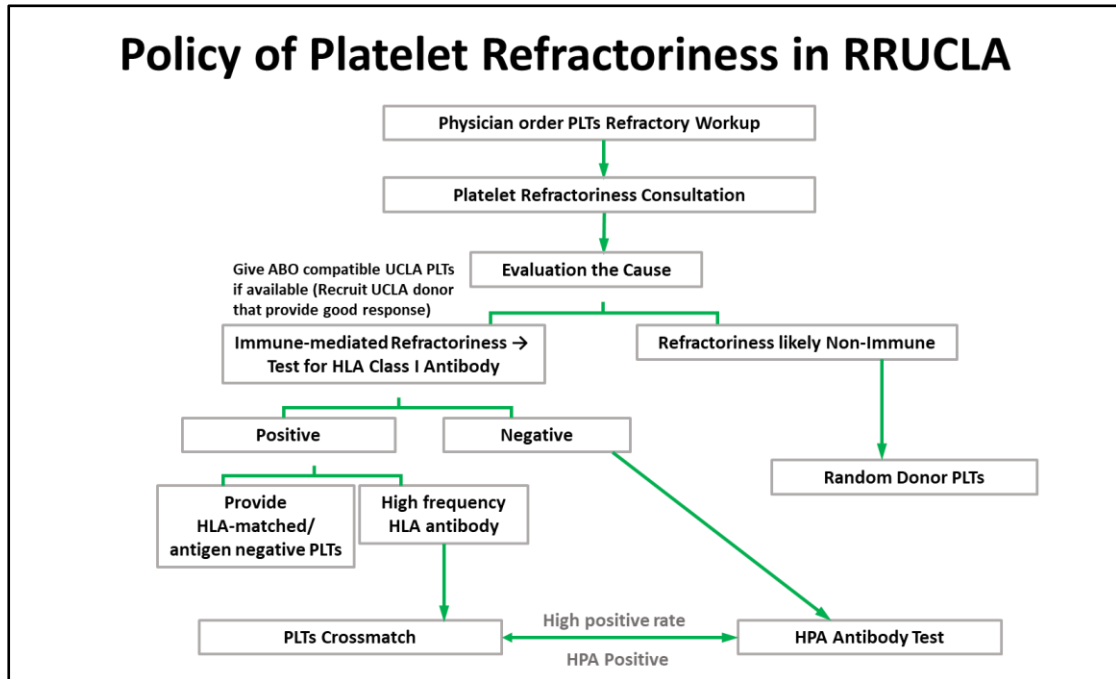 Policy of Platelet Refractoriness in RRUCLA
Physician order PLTs Refractory Workup
Platelet Refractoriness Consultation
Evaluation the Cause
Give ABO compatible UCLA PLTs
if available (Recruit UCLA donor
that provide good response)
Immune-mediated Refractoriness →
Test for HLA Class I Antibody
Refractoriness likely Non-Immune
Positive
Negative
Random Donor PLTs
Provide
HLA-matched/
antigen negative PLTs
High frequency
HLA antibody
PLTs Crossmatch
High positive rate
HPA Positive
HPA Antibody Test